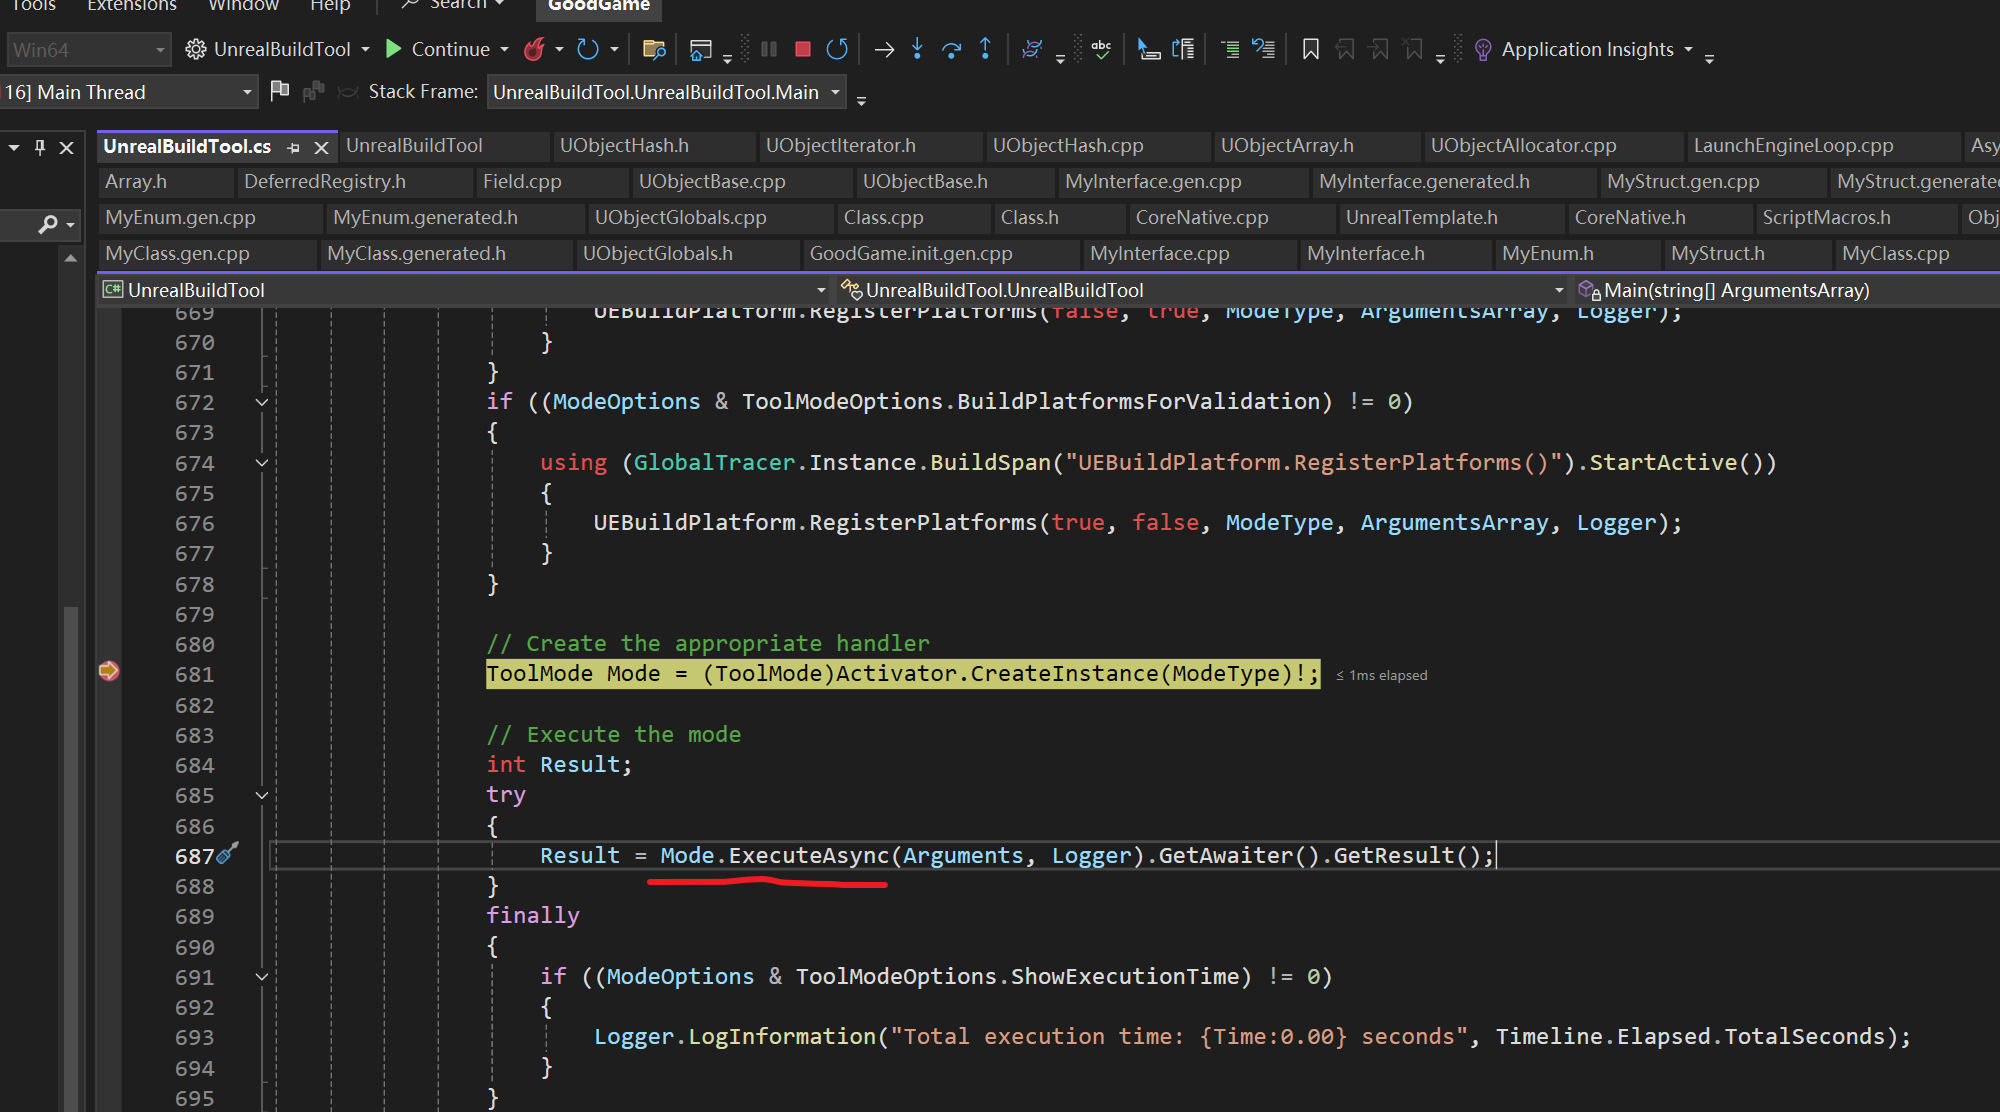 Tools Extensions Window Help Search GoodGame
Win64 UnrealBuildTool Continue abc Application Insights
16] Main Thread Stack Frame: UnrealBuildTool.UnrealBuildTool.Main
UnrealBuildTool.cs UnrealBuildTool UObjectHash.h UObjectIterator.h UObjectHash.cpp UObjectArray.h UObjectAllocator.cpp LaunchEngineLoop.cpp Asy
Array.h DeferredRegistry.h Field.cpp UObjectBase.cpp UObjectBase.h MyInterface.gen.cpp MyInterface.generated.h MyStruct.gen.cpp MyStruct.generate
MyEnum.gen.cpp MyEnum.generated.h UObjectGlobals.cpp Class.cpp Class.h CoreNative.cpp UnrealTemplate.h CoreNative.h ScriptMacros.h Obj
MyClass.gen.cpp MyClass.generated.h UObjectGlobals.h GoodGame.init.gen.cpp MyInterface.cpp MyInterface.h MyEnum.h MyStruct.h MyClass.cpp
C# UnrealBuildTool UnrealBuildTool.UnrealBuildTool Main(string[] ArgumentsArray)
669 UEBuildPlatform.RegisterPlatforms(false, true, ModeType, ArgumentsArray, Logger);
670 }
671 }
672 if ((ModeOptions & ToolModeOptions.BuildPlatformsForValidation) != 0)
673 {
674 using (GlobalTracer.Instance.BuildSpan("UEBuildPlatform.RegisterPlatforms()").StartActive())
675 {
676 UEBuildPlatform.RegisterPlatforms(true, false, ModeType, ArgumentsArray, Logger);
677 }
678 }
679
680 // Create the appropriate handler
681 ToolMode Mode = (ToolMode)Activator.CreateInstance(ModeType)!; ≤ 1ms elapsed
682
683 // Execute the mode
684 int Result;
685 try
686 {
687 Result = Mode.ExecuteAsync(Arguments, Logger).GetAwaiter().GetResult();
688 }
689 finally
690 {
691 if ((ModeOptions & ToolModeOptions.ShowExecutionTime) != 0)
692 {
693 Logger.LogInformation("Total execution time: {Time:0.00} seconds", Timeline.Elapsed.TotalSeconds);
694 }
695 }